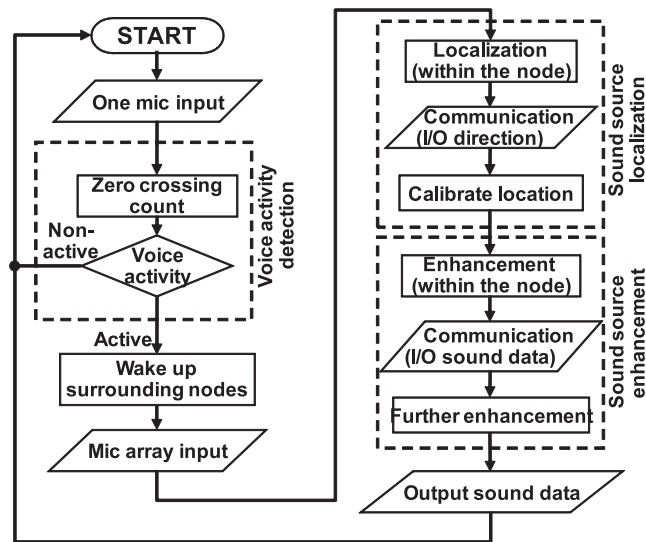 START
One mic input
Zero crossing
count
Non-
active
Voice
activity
Voice activity
detection
Active
Wake up
surrounding nodes
Mic array input
Localization
(within the node)
Communication
(I/O direction)
Calibrate location
Sound source
localization
Enhancement
(within the node)
Communication
(I/O sound data)
Further enhancement
Sound source
enhancement
Output sound data